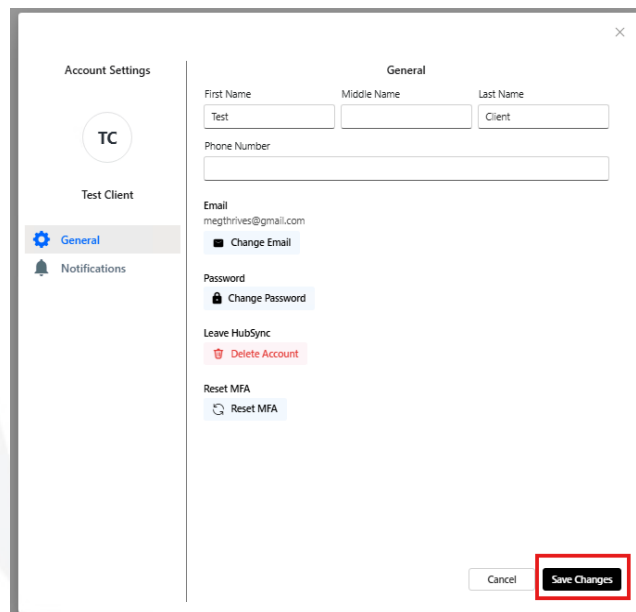 Account Settings
TC
Test Client
General
Notifications
General
First Name
Middle Name
Last Name
Test
Client
Phone Number
Email
megthrives@gmail.com
Change Email
Password
Change Password
Leave HubSync
Delete Account
Reset MFA
Reset MFA
Cancel
Save Changes